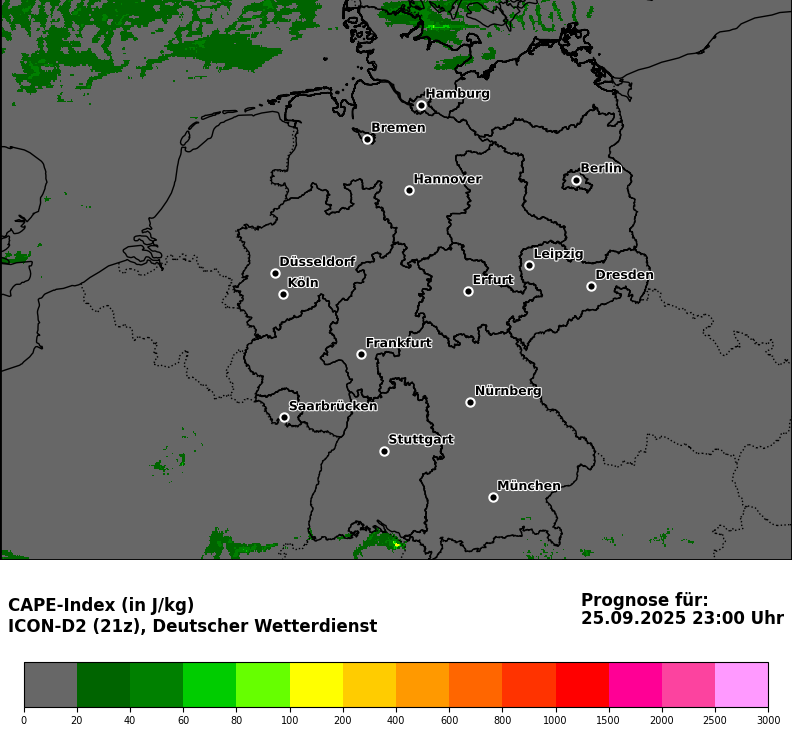 Hamburg
Bremen
Berlin
Hannover
Leipzig
Düsseldorf
Dresden
Köln
Erfurt
Frankfurt
Nürnberg
Saarbrücken
Stuttgart
München
CAPE-Index (in J/kg)
ICON-D2 (21z), Deutscher Wetterdienst
Prognose für:
25.09.2025 23:00 Uhr
0 20 40 60 80 100 200 400 600 800 1000 1500 2000 2500 3000